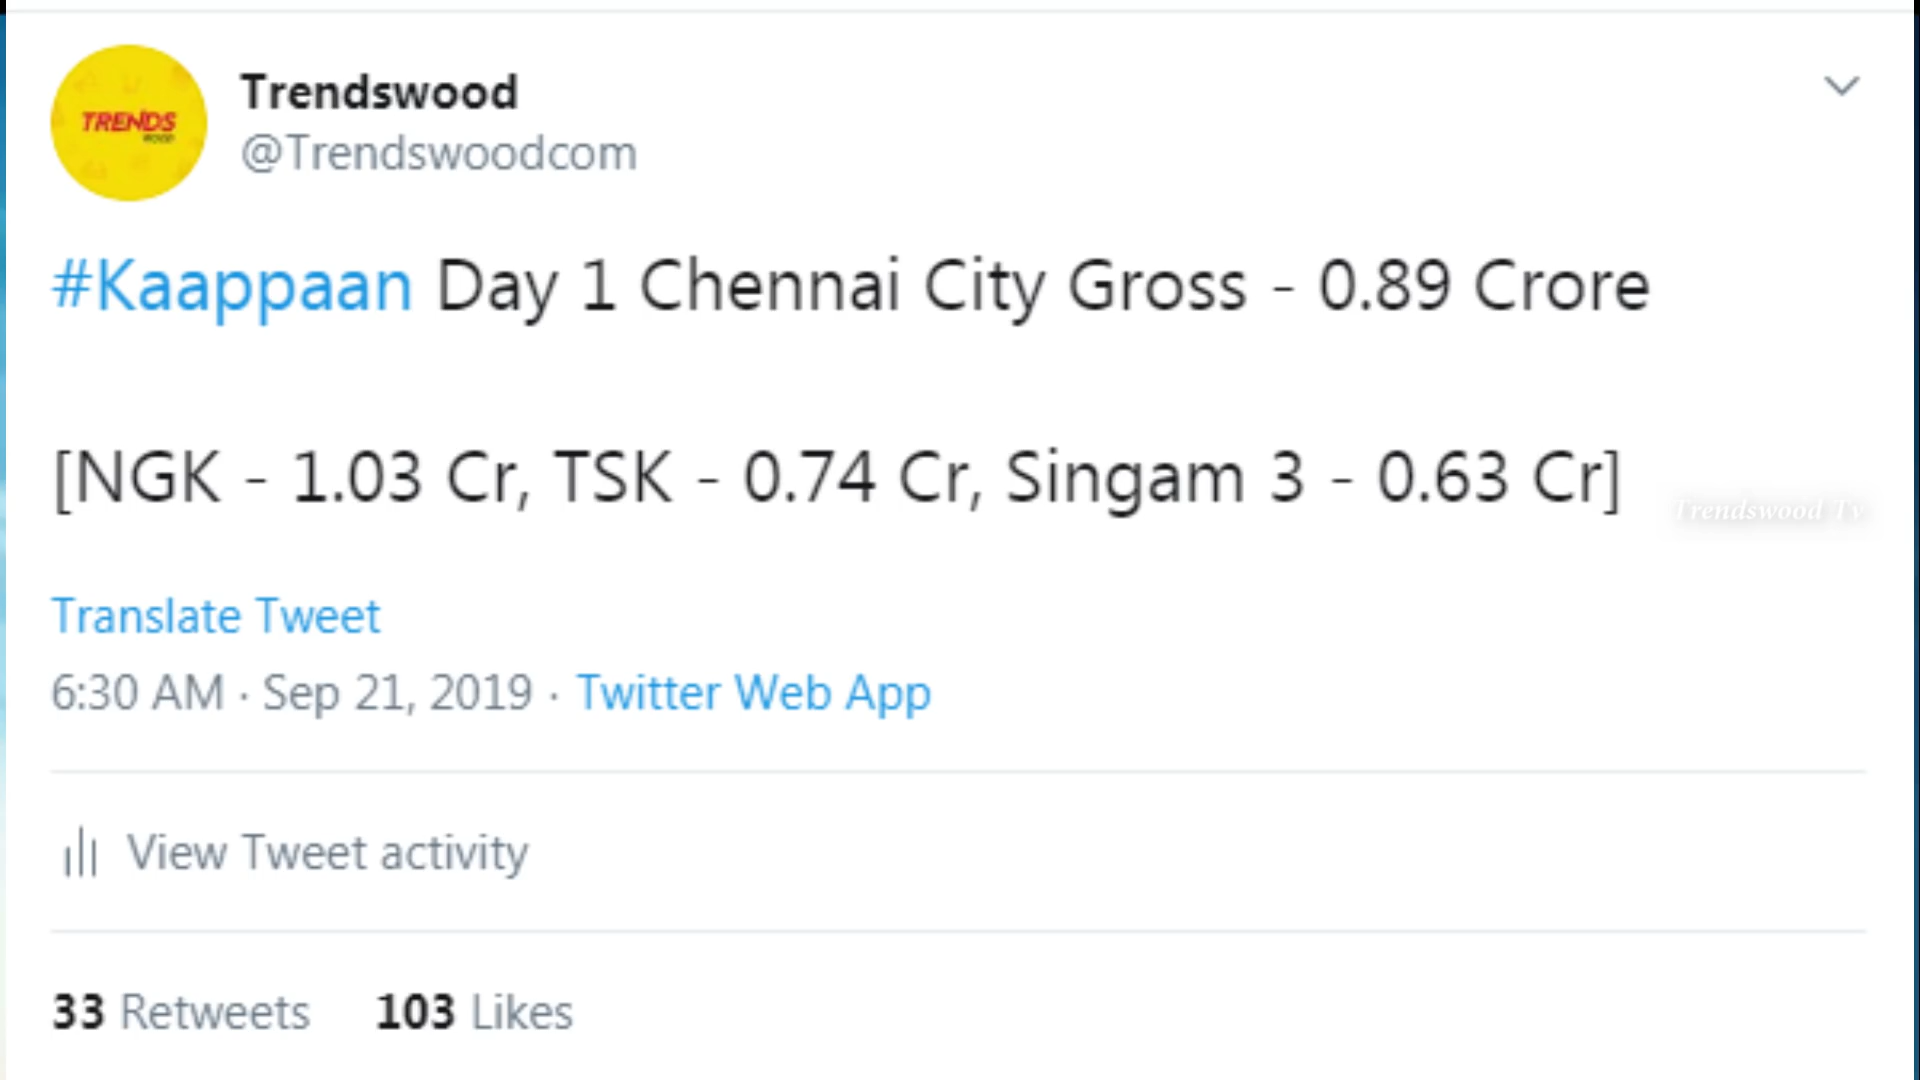 TRENDS
WOOD
Trendswood
@Trendswoodcom
#Kaappaan Day 1 Chennai City Gross - 0.89 Crore
[NGK - 1.03 Cr, TSK - 0.74 Cr, Singam 3 - 0.63 Cr]
Trendswood Tv
Translate Tweet
6:30 AM · Sep 21, 2019 · Twitter Web App
View Tweet activity
33 Retweets 103 Likes